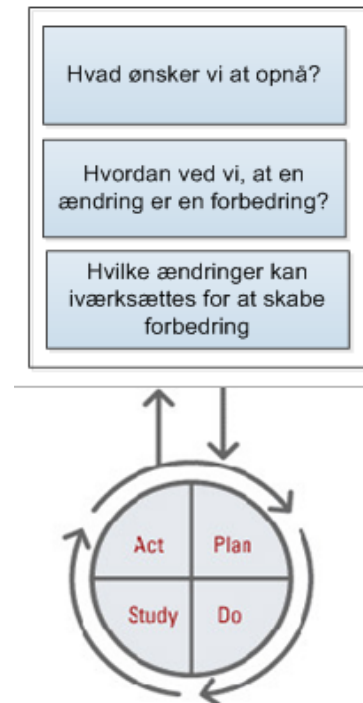 Hvad ønsker vi at opnå?
Hvordan ved vi, at en
ændring er en forbedring?
Hvilke ændringer kan
iværksættes for at skabe
forbedring
Act
Plan
Study
Do